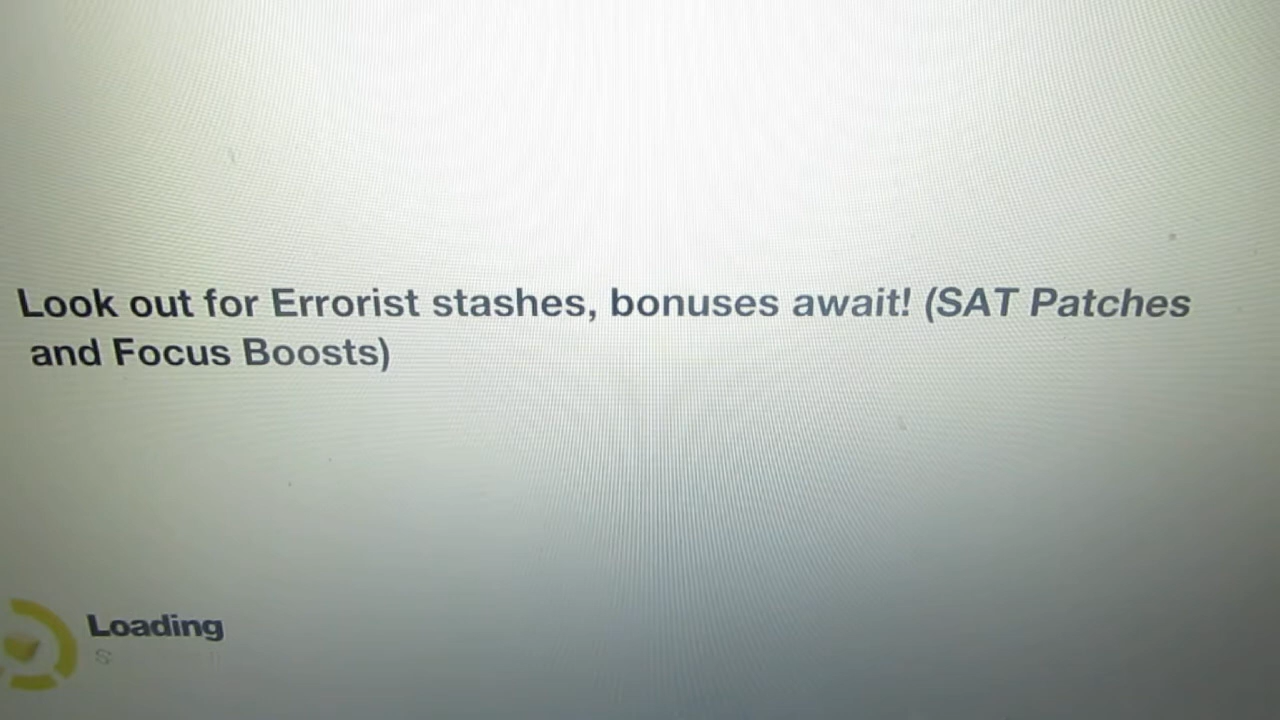 Look out for Errorist stashes, bonuses await! (SAT Patches
and Focus Boosts)
Loading